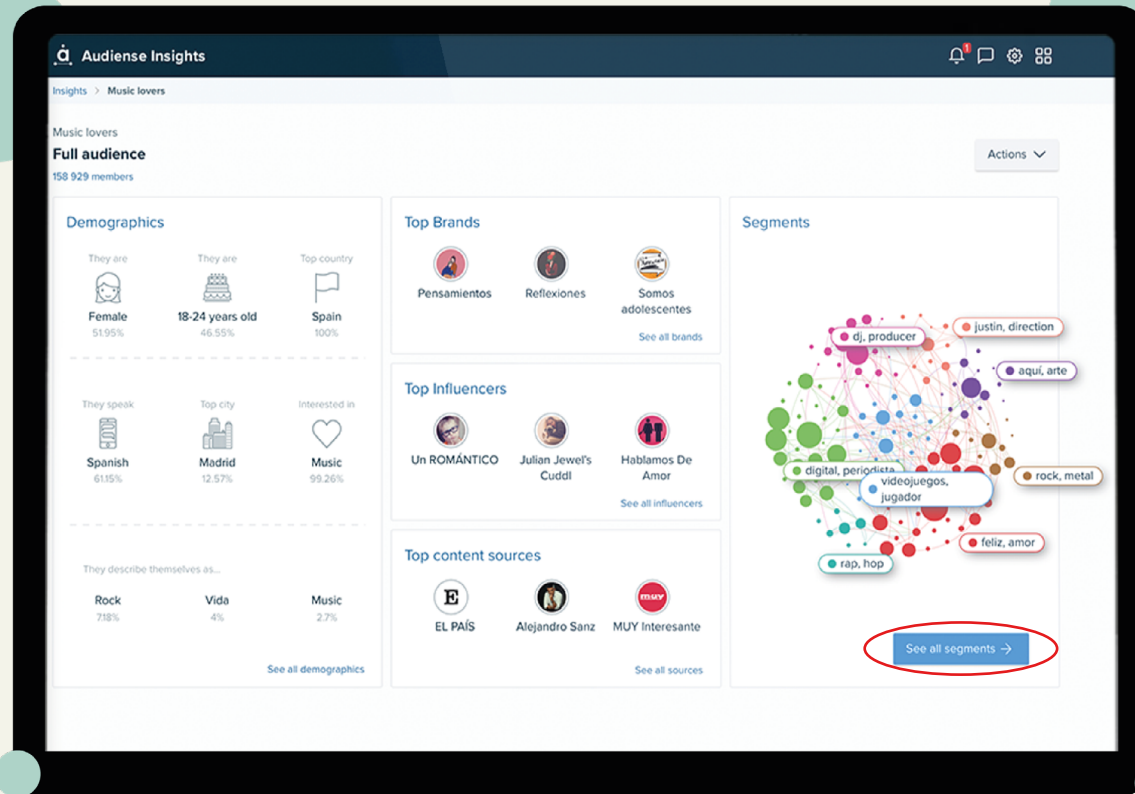 Audiense Insights
1
Insights > Music lovers
Music lovers
Full audience
158 929 members
Actions
Demographics
They are
They are
Top country
Female
18-24 years old
Spain
51.95%
46.55%
100%
They speak
Top city
Interested in
Spanish
Madrid
Music
61.15%
12.57%
99.26%
They describe themselves as...
Rock
Vida
Music
7.18%
4%
2.7%
See all demographics
Top Brands
Pensamientos
Reflexiones
Somos
adolescentes
See all brands
Top Influencers
Un ROMÁNTICO
Julian Jewel's
Cuddl
Hablamos De
Amor
See all influencers
Top content sources
E
muy
EL PAÍS
Alejandro Sanz
MUY Interesante
See all sources
Segments
justin, direction
dj, producer
aquí, arte
digital, periodista
videojuegos,
jugador
rock, metal
feliz, amor
rap, hop
See all segments →